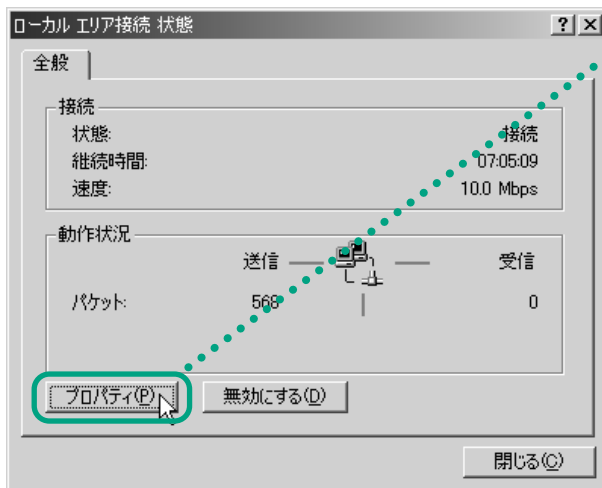 ローカル エリア接続 状態
全般
接続
状態: 接続
継続時間: 07:05:09
速度: 10.0 Mbps
動作状況
送信 受信
パケット: 568 0
プロパティ(P) 無効にする(D)
閉じる(C)